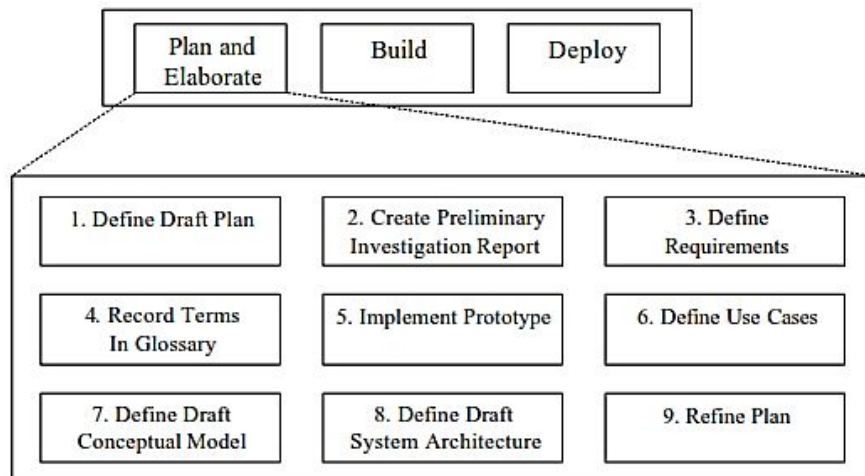 Plan and
Elaborate
Build
Deploy
1. Define Draft Plan
2. Create Preliminary
Investigation Report
3. Define
Requirements
4. Record Terms
In Glossary
5. Implement Prototype
6. Define Use Cases
7. Define Draft
Conceptual Model
8. Define Draft
System Architecture
9. Refine Plan